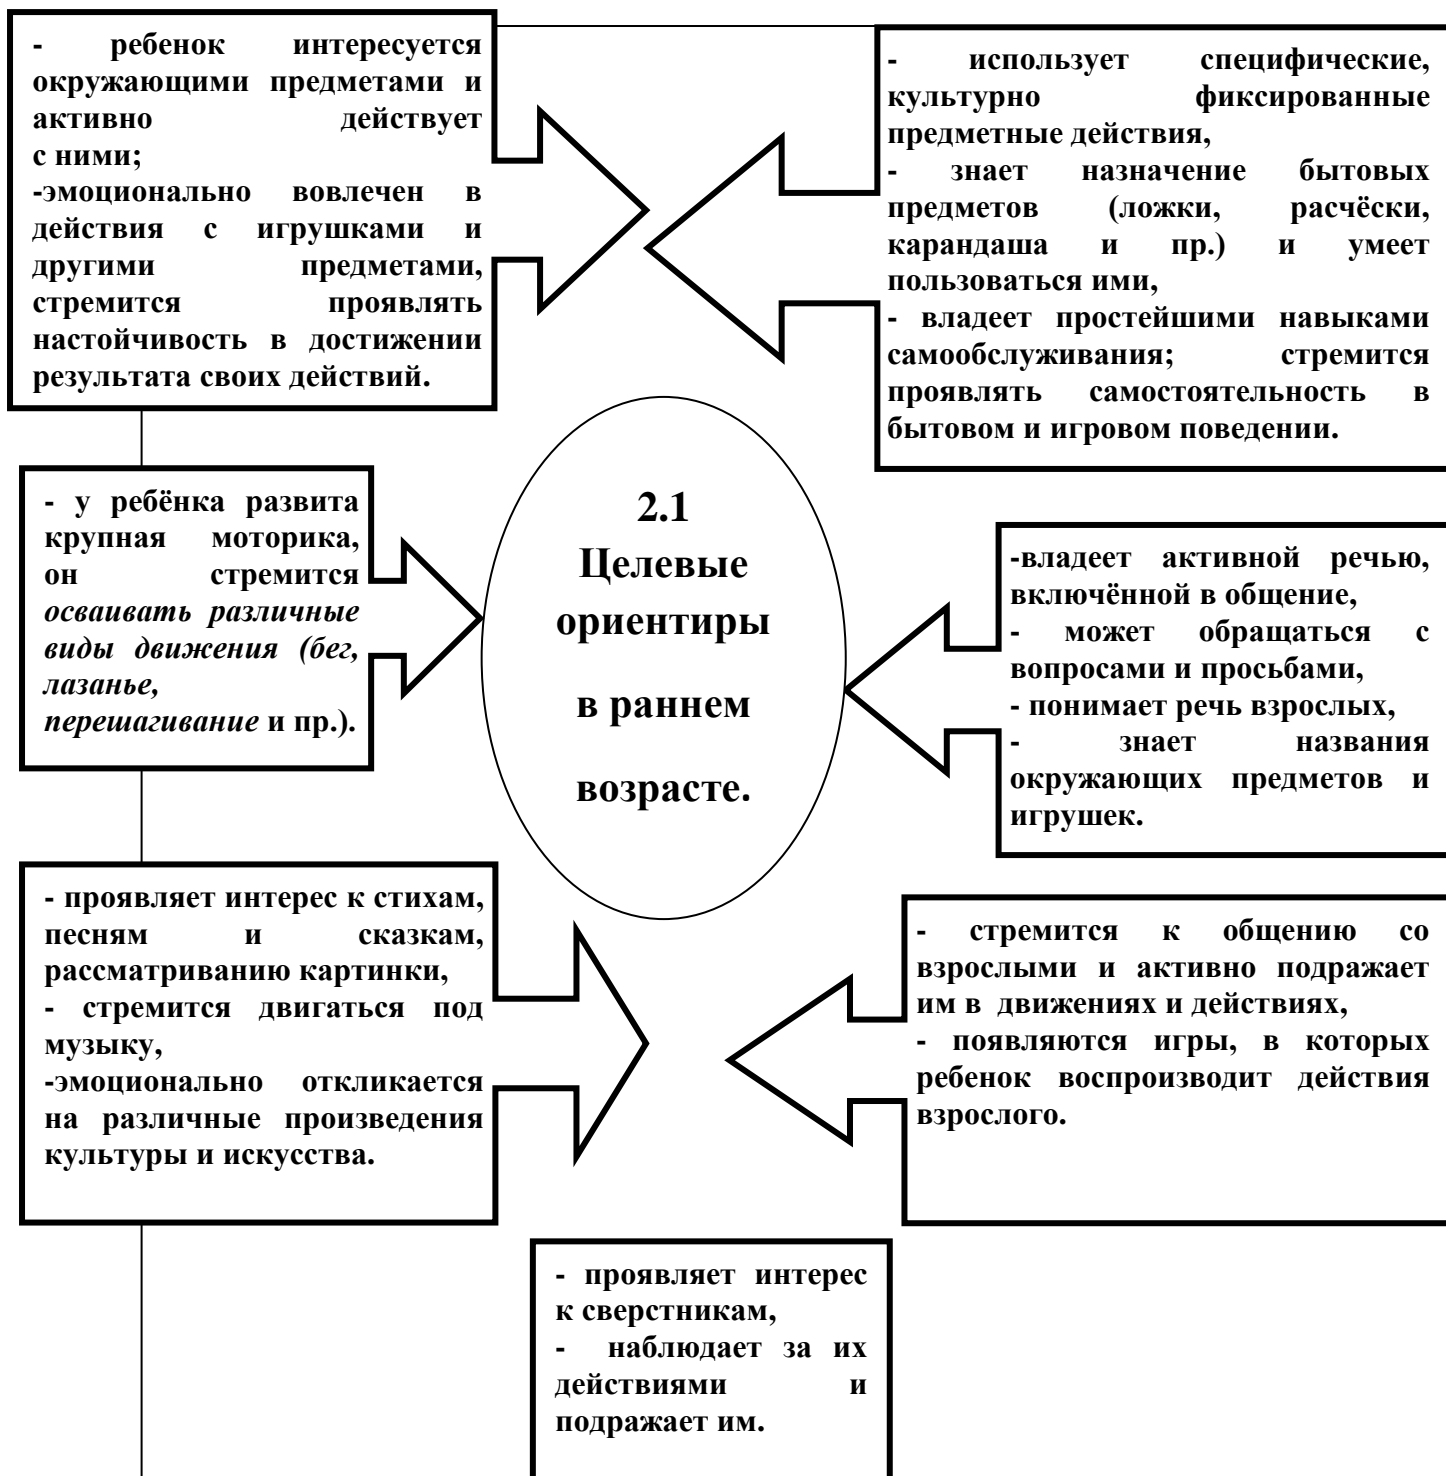 - ребенок интересуется
окружающими предметами и
активно действует
с ними;
-эмоционально вовлечен в
действия с игрушками и
другими предметами,
стремится проявлять
настойчивость в достижении
результата своих действий.
- использует специфические,
культурно фиксированные
предметные действия,
- знает назначение бытовых
предметов (ложки, расчёски,
карандаша и пр.) и умеет
пользоваться ими,
- владеет простейшими навыками
самообслуживания; стремится
проявлять самостоятельность в
бытовом и игровом поведении.
- у ребёнка развита
крупная моторика,
он стремится
осваивать различные
виды движения (бег,
лазанье,
перешагивание и пр.).
2.1
Целевые
ориентиры
в раннем
возрасте.
-владеет активной речью,
включённой в общение,
- может обращаться с
вопросами и просьбами,
- понимает речь взрослых,
- знает названия
окружающих предметов и
игрушек.
- проявляет интерес к стихам,
песням и сказкам,
рассматриванию картинки,
- стремится двигаться под
музыку,
-эмоционально откликается
на различные произведения
культуры и искусства.
- стремится к общению со
взрослыми и активно подражает
им в движениях и действиях,
- появляются игры, в которых
ребенок воспроизводит действия
взрослого.
- проявляет интерес
к сверстникам,
- наблюдает за их
действиями и
подражает им.